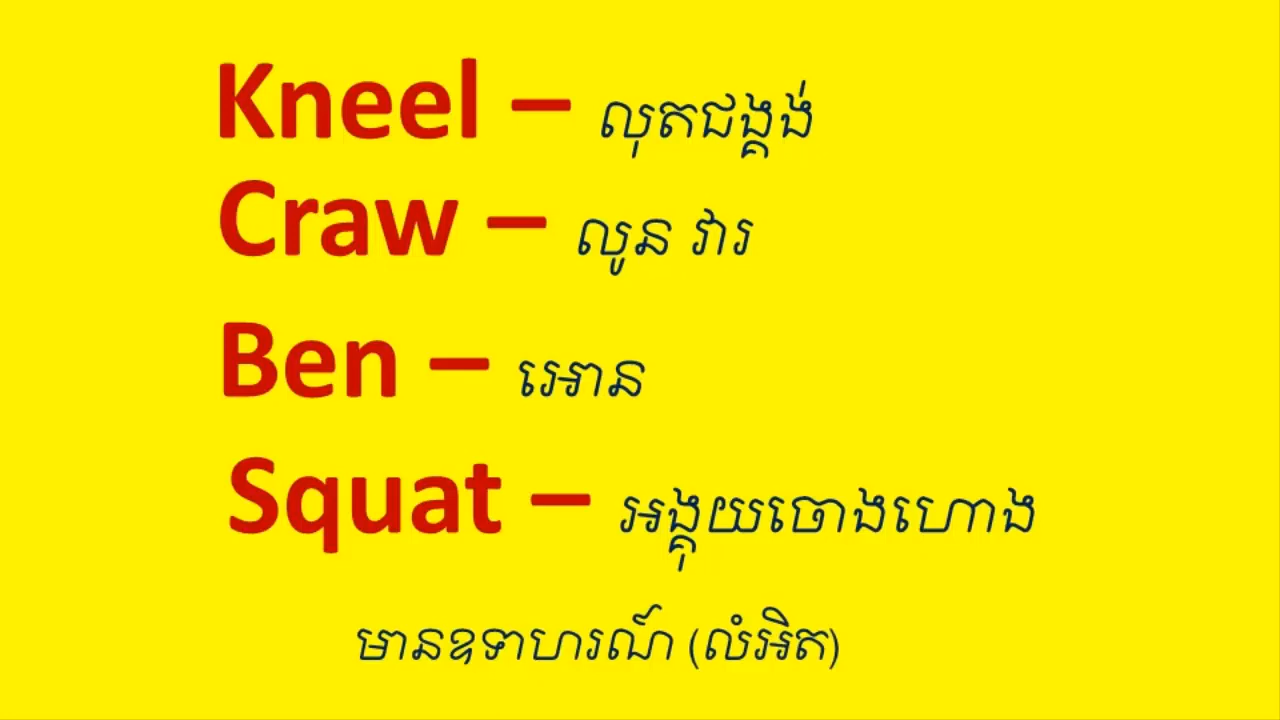 Kneel – លុតជង្គង់
Craw – លូន វារ
Ben – អោន
Squat – អង្គុយចោងហោង
មានឧទាហរណ៍ (លំអិត)